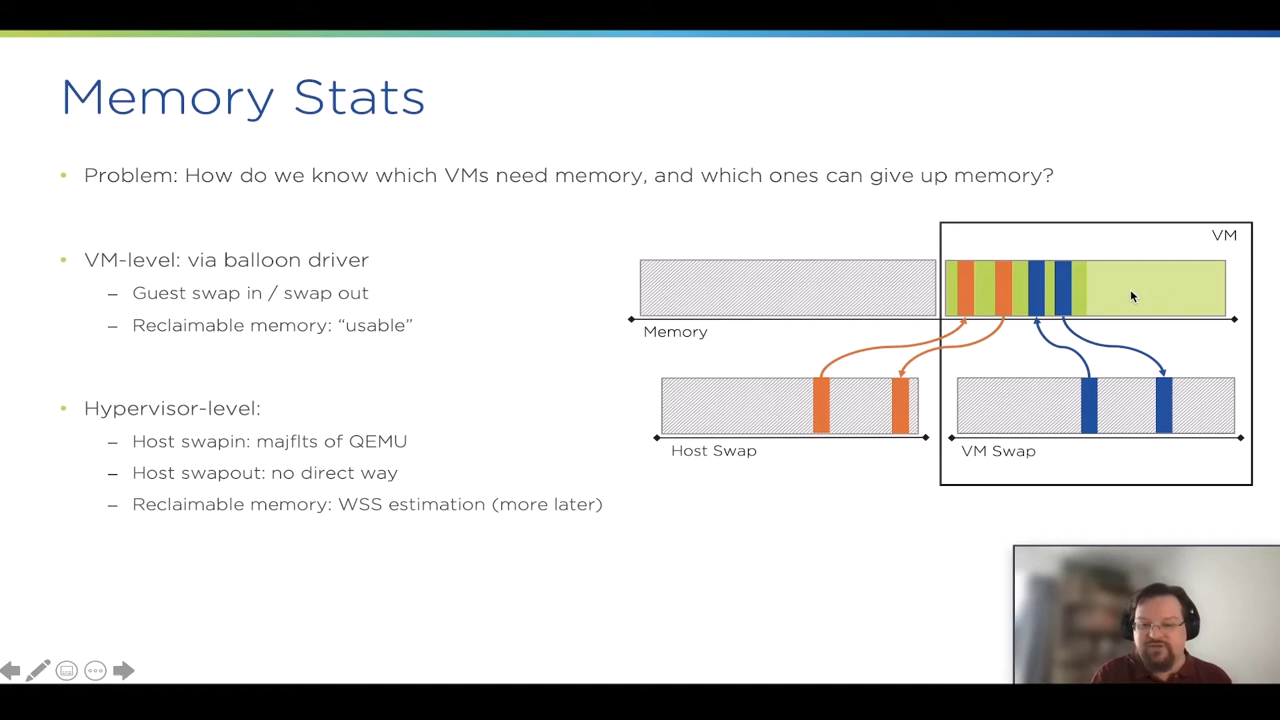 Memory Stats
• Problem: How do we know which VMs need memory, and which ones can give up memory?
• VM-level: via balloon driver
– Guest swap in / swap out
– Reclaimable memory: “usable”
• Hypervisor-level:
– Host swapin: majflts of QEMU
– Host swapout: no direct way
– Reclaimable memory: WSS estimation (more later)
VM
Memory
Host Swap
VM Swap